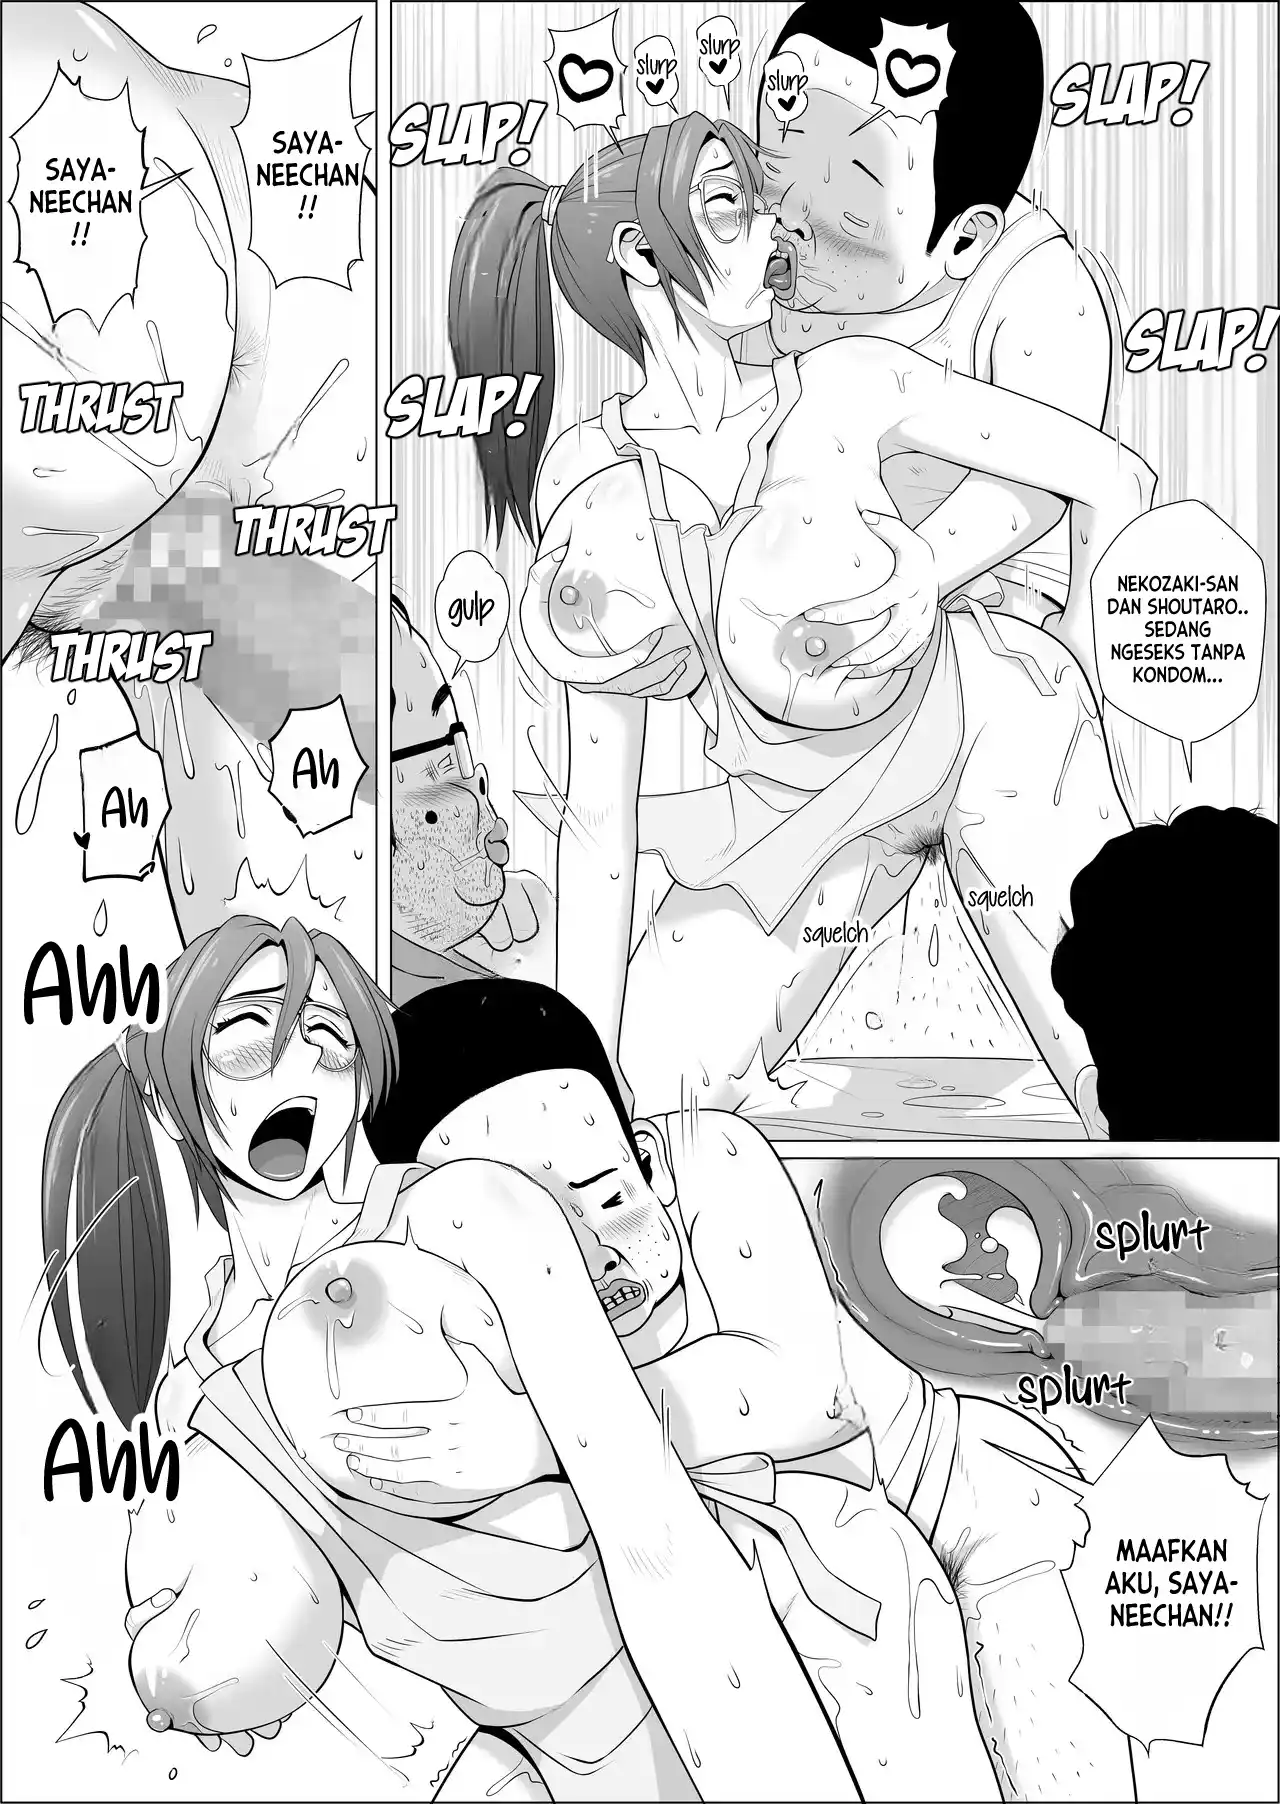 SAYA-
NEECHAN
!!
SAYA-
NEECHAN
!!
THRUST
THRUST
THRUST
Ah
Ah
slurp
slurp
slurp
SLAP!
SLAP!
SLAP!
SLAP!
gulp
NEKOZAKI-SAN
DAN SHOUTARO..
SEDANG
NGESEKS TANPA
KONDOM...
squelch
squelch
Ahh
Ahh
splurt
splurt
MAAFKAN
AKU, SAYA-
NEECHAN!!